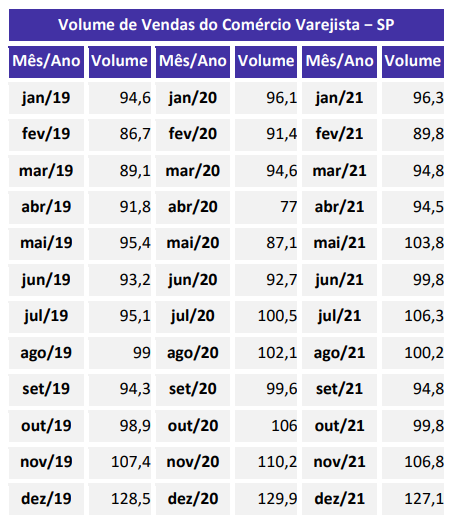 Volume de Vendas do Comércio Varejista – SP
Mês/Ano Volume Mês/Ano Volume Mês/Ano Volume
jan/19 94,6 jan/20 96,1 jan/21 96,3
fev/19 86,7 fev/20 91,4 fev/21 89,8
mar/19 89,1 mar/20 94,6 mar/21 94,8
abr/19 91,8 abr/20 77 abr/21 94,5
mai/19 95,4 mai/20 87,1 mai/21 103,8
jun/19 93,2 jun/20 92,7 jun/21 99,8
jul/19 95,1 jul/20 100,5 jul/21 106,3
ago/19 99 ago/20 102,1 ago/21 100,2
set/19 94,3 set/20 99,6 set/21 94,8
out/19 98,9 out/20 106 out/21 99,8
nov/19 107,4 nov/20 110,2 nov/21 106,8
dez/19 128,5 dez/20 129,9 dez/21 127,1